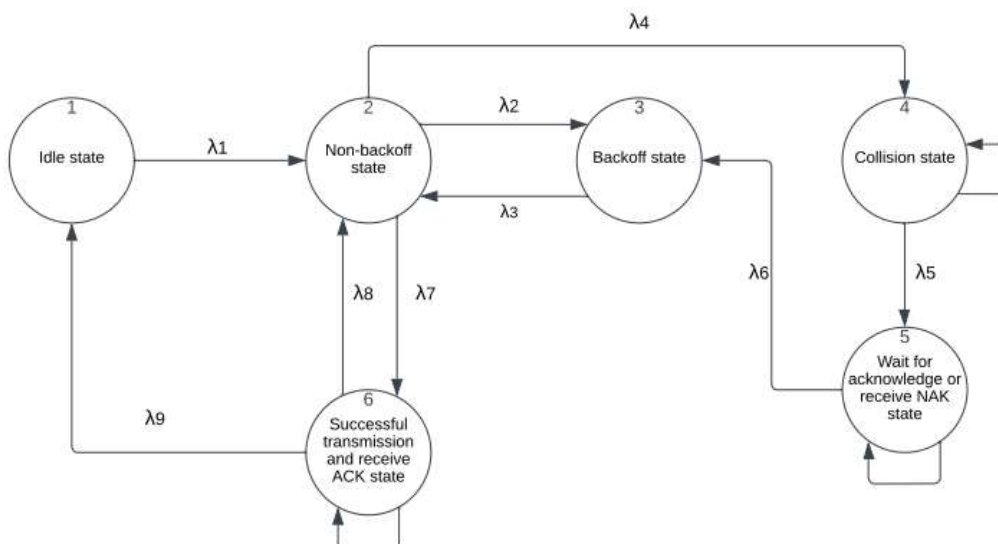 λ4
1
Idle state
λ1
2
Non-backoff
state
λ2
λ3
3
Backoff state
4
Collision state
λ5
λ6
λ8
λ7
5
Wait for
acknowledge or
receive NAK
state
λ9
6
Successful
transmission
and receive
ACK state